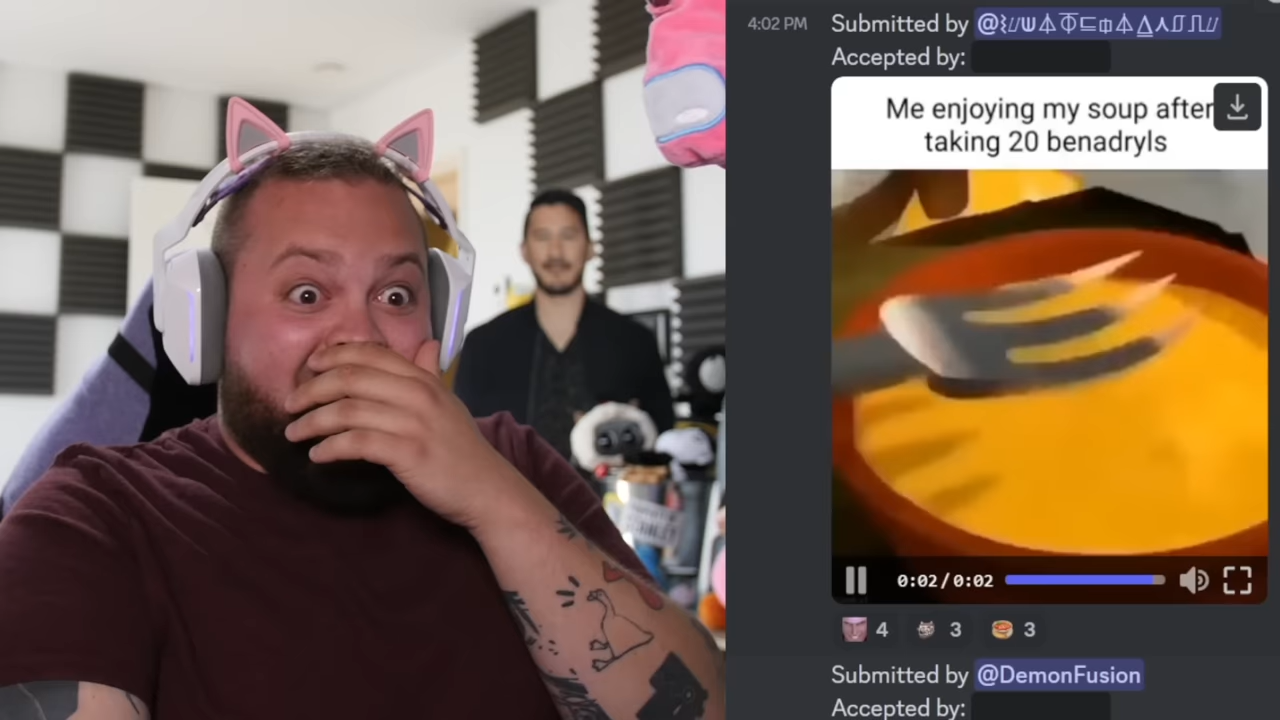 4:02 PM
Submitted by
Accepted by:
Me enjoying my soup after
taking 20 benadryls
0:02/0:02
4 3 3
Submitted by @DemonFusion
Accepted by: